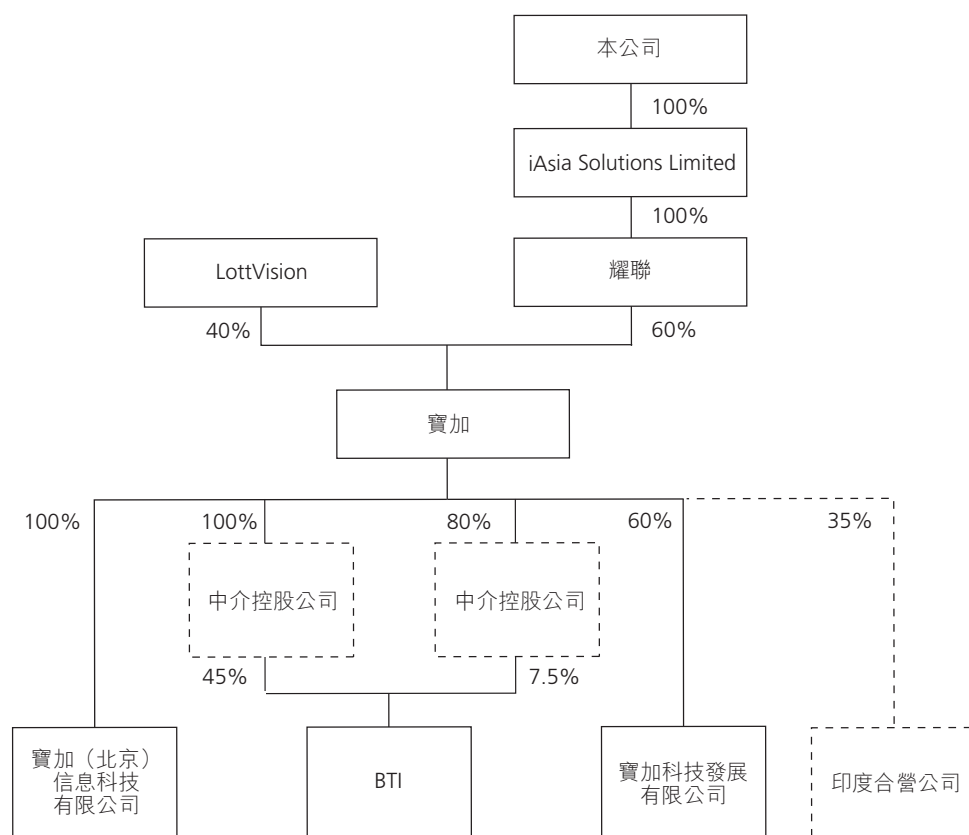 本公司
100%
iAsia Solutions Limited
100%
LottVision
耀聯
40%
60%
寶加
100%
100%
80%
60%
35%
中介控股公司
中介控股公司
45%
7.5%
寶加（北京）
信息科技
有限公司
BTI
寶加科技發展
有限公司
印度合營公司